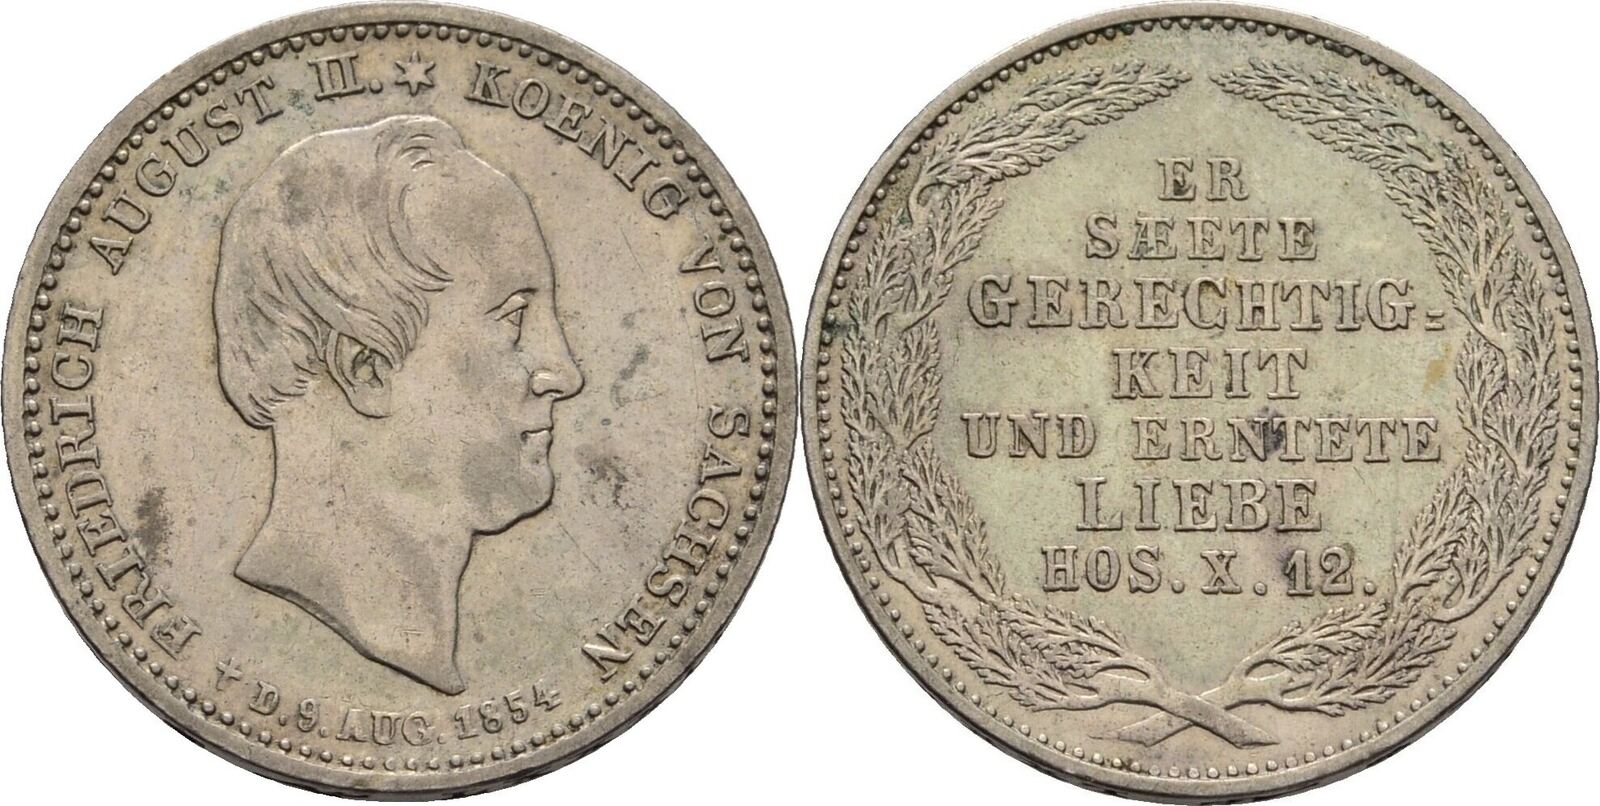 FRIEDRICH AUGUST II. ✶ KOENIG VON SACHSEN
† D. 9. AUG. 1854
ER
SÆETE
GERECHTIG=
KEIT
UND ERNTETE
LIEBE
HOS. X. 12.